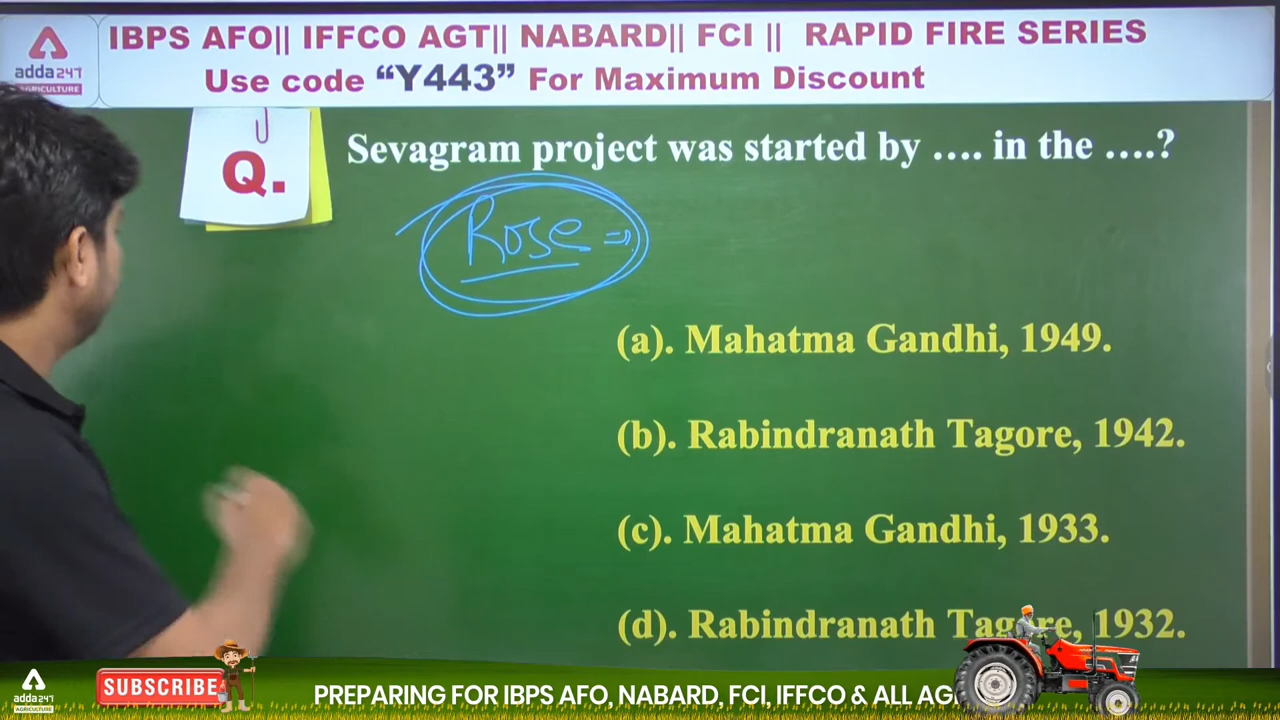 IBPS AFO|| IFFCO AGT|| NABARD|| FCI || RAPID FIRE SERIES
adda247
AGRICULTURE
Use code “Y443” For Maximum Discount
Q.
Sevagram project was started by .... in the ....?
Rose =>
(a). Mahatma Gandhi, 1949.
(b). Rabindranath Tagore, 1942.
(c). Mahatma Gandhi, 1933.
(d). Rabindranath Tagore, 1932.
adda247
AGRICULTURE
SUBSCRIBE
PREPARING FOR IBPS AFO, NABARD, FCI, IFFCO & ALL AG